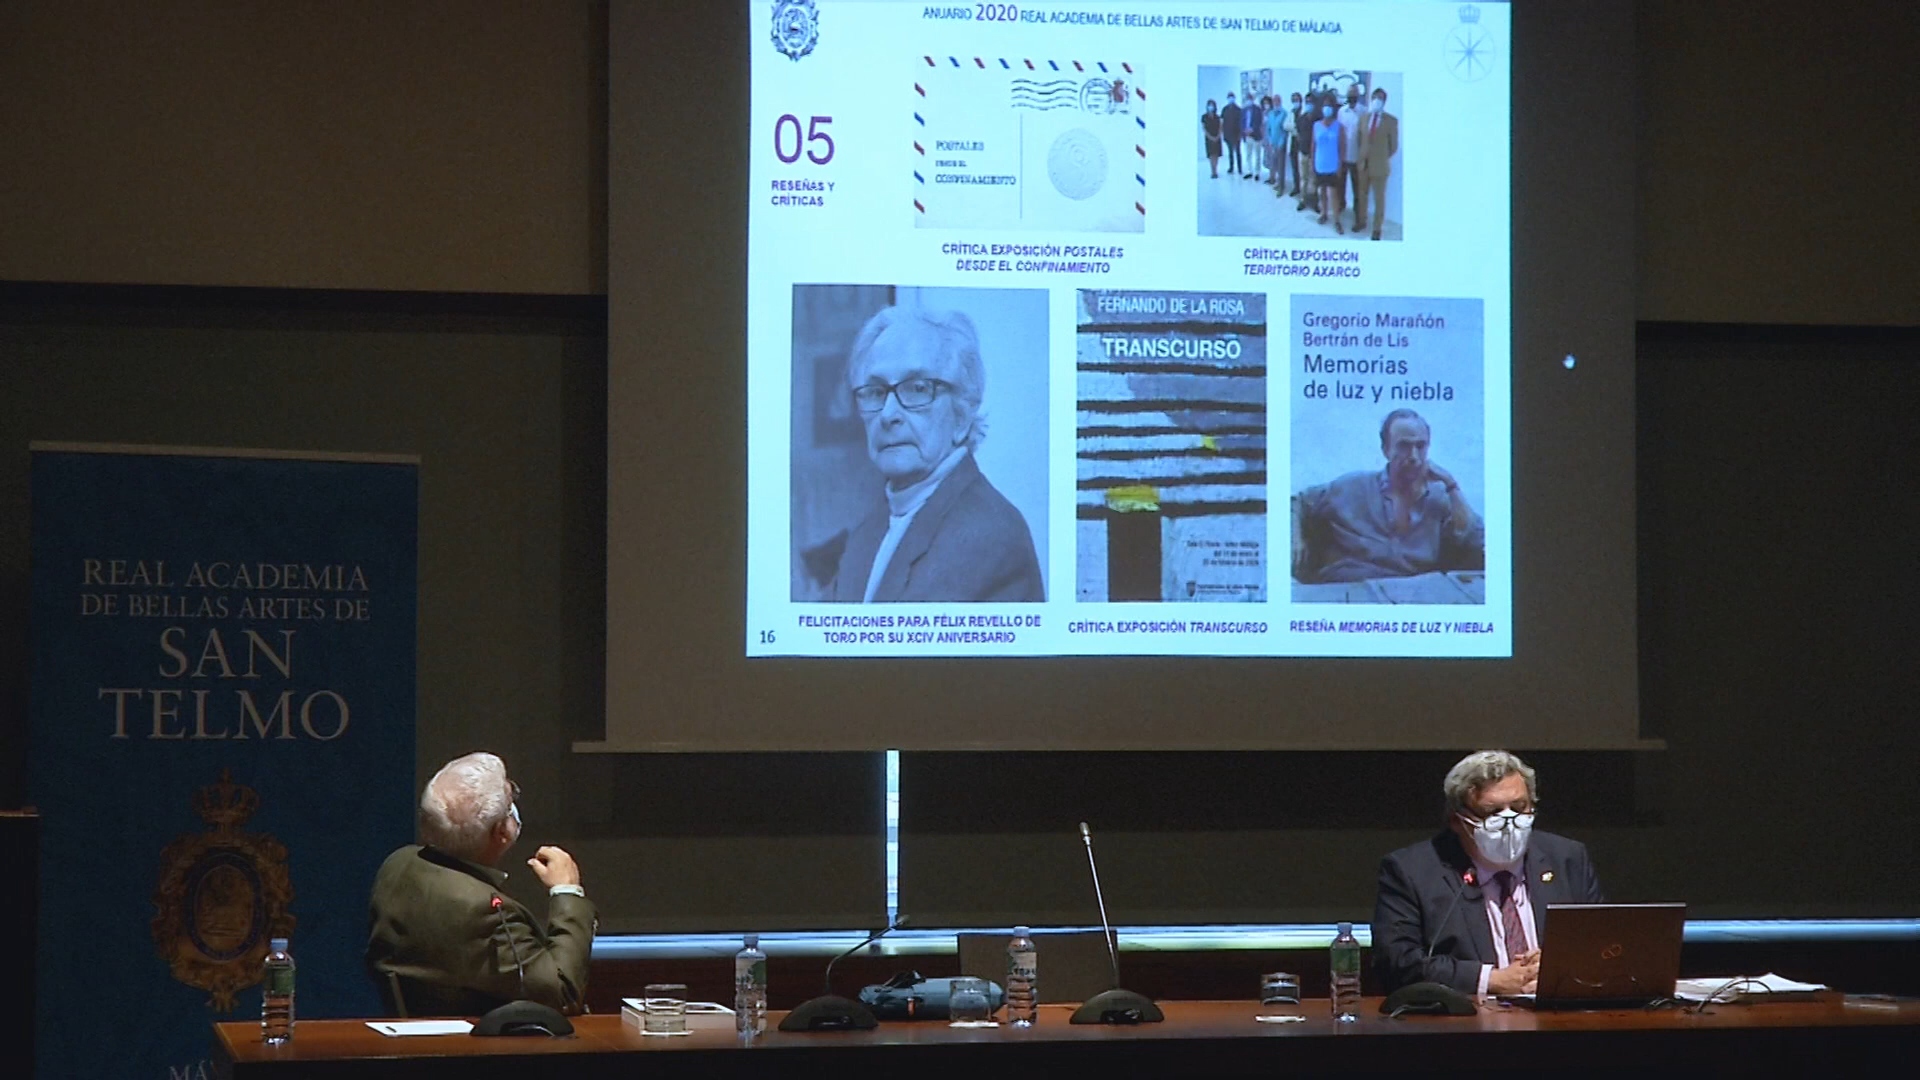 ANUARIO 2020 REAL ACADEMIA DE BELLAS ARTES DE SAN TELMO DE MÁLAGA
05
RESEÑAS Y
CRÍTICAS
POSTALES
DESDE EL
CONFINAMIENTO
CRÍTICA EXPOSICIÓN POSTALES
DESDE EL CONFINAMIENTO
CRÍTICA EXPOSICIÓN
TERRITORIO AXARCO
FERNANDO DE LA ROSA
TRANSCURSO
Gregorio Marañón
Bertrán de Lis
Memorias
de luz y niebla
FELICITACIONES PARA FÉLIX REVELLO DE
TORO POR SU XCIV ANIVERSARIO
CRÍTICA EXPOSICIÓN TRANSCURSO
RESEÑA MEMORIAS DE LUZ Y NIEBLA
16
REAL ACADEMIA
DE BELLAS ARTES DE
SAN
TELMO
MÁ